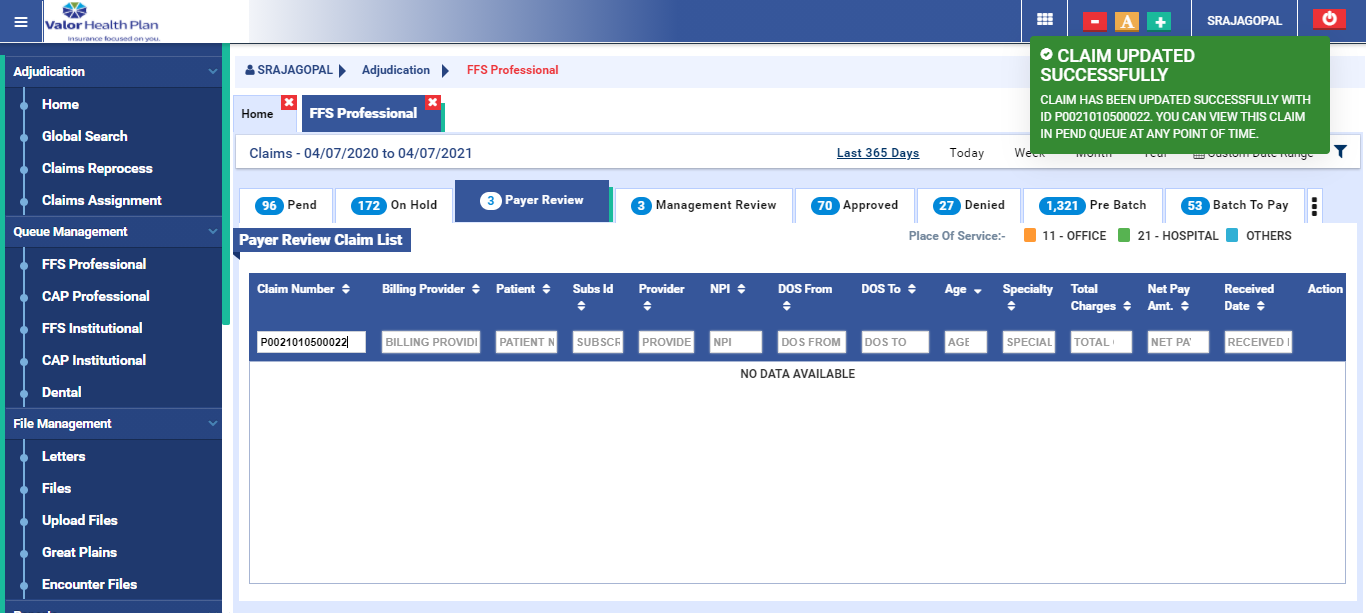 Valor Health Plan
Insurance focused on you.
A
SRAJAGOPAL
CLAIM UPDATED
SUCCESSFULLY
CLAIM HAS BEEN UPDATED SUCCESSFULLY WITH
ID P0021010500022. YOU CAN VIEW THIS CLAIM
IN PEND QUEUE AT ANY POINT OF TIME.
Adjudication
Home
Global Search
Claims Reprocess
Claims Assignment
Queue Management
FFS Professional
CAP Professional
FFS Institutional
CAP Institutional
Dental
File Management
Letters
Files
Upload Files
Great Plains
Encounter Files
SRAJAGOPAL Adjudication FFS Professional
Home FFS Professional
Claims - 04/07/2020 to 04/07/2021
Last 365 Days Today Week Month Year Custom Date Range
96 Pend 172 On Hold 3 Payer Review 3 Management Review 70 Approved 27 Denied 1,321 Pre Batch 53 Batch To Pay
Payer Review Claim List
Place Of Service:- 11 - OFFICE 21 - HOSPITAL OTHERS
Claim Number Billing Provider Patient Subs Id Provider NPI DOS From DOS To Age Specialty Total Charges Net Pay Amt. Received Date Action
P0021010500022 BILLING PROVIDI PATIENT N SUBSCR PROVIDE NPI DOS FROM DOS TO AGE SPECIAL TOTAL NET PA RECEIVED
NO DATA AVAILABLE